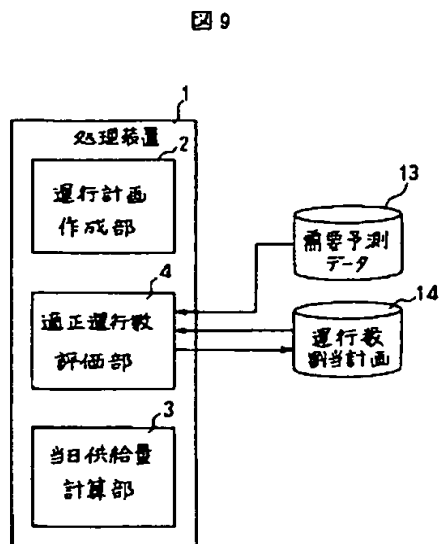 図9
1
処理装置
2
運行計画
作成部
13
需要予測
データ
4
適正運行数
評価部
14
運行数
割当計画
3
当日供給量
計算部